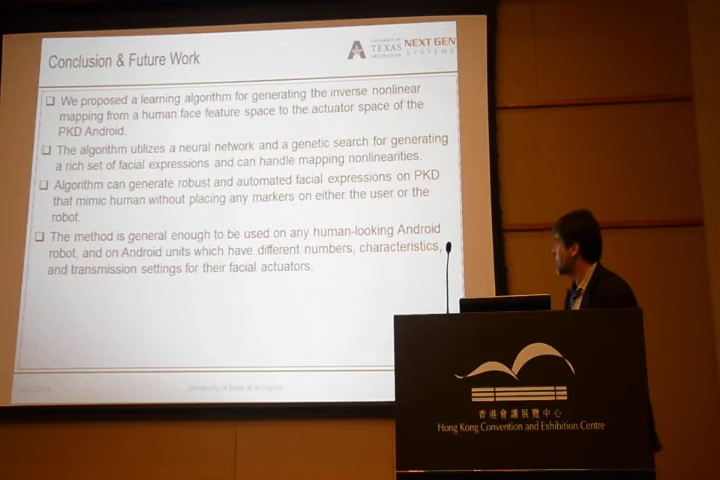 Conclusion & Future Work
UNIVERSITY OF
TEXAS
ARLINGTON
NEXT GEN
SYSTEMS
We proposed a learning algorithm for generating the inverse nonlinear
mapping from a human face feature space to the actuator space of the
PKD Android.
The algorithm utilizes a neural network and a genetic search for generating
a rich set of facial expressions and can handle mapping nonlinearities.
Algorithm can generate robust and automated facial expressions on PKD
that mimic human without placing any markers on either the user or the
robot.
The method is general enough to be used on any human-looking Android
robot, and on Android units which have different numbers, characteristics,
and transmission settings for their facial actuators.
University of Texas at Arlington
香港會議展覽中心
Hong Kong Convention and Exhibition Centre